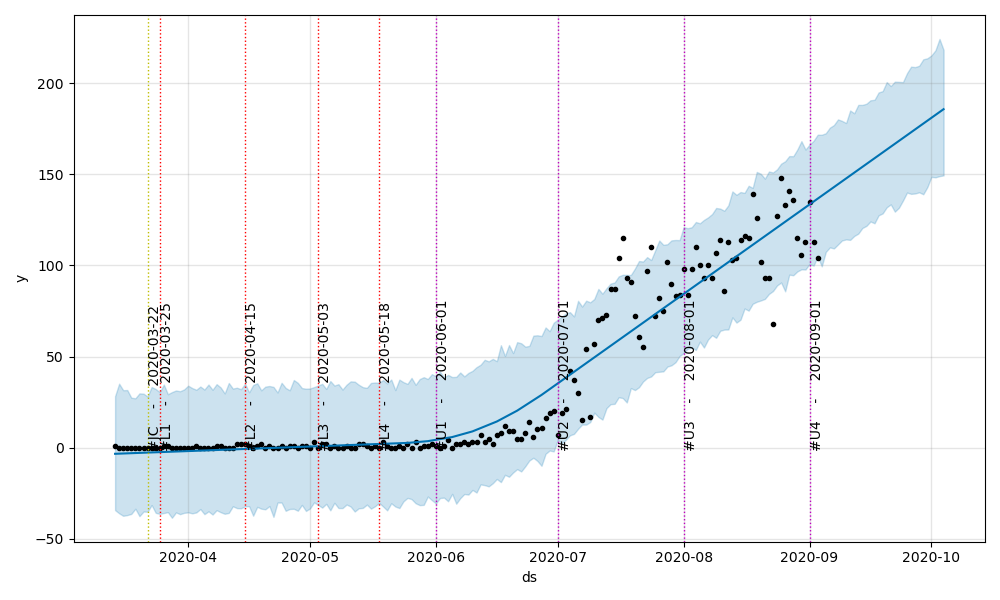 200
150
100
50
0
−50
y
#JC - 2020-03-22
#L1 - 2020-03-25
#L2 - 2020-04-15
#L3 - 2020-05-03
#L4 - 2020-05-18
#U1 - 2020-06-01
#U2 - 2020-07-01
#U3 - 2020-08-01
#U4 - 2020-09-01
2020-04 2020-05 2020-06 2020-07 2020-08 2020-09 2020-10
ds